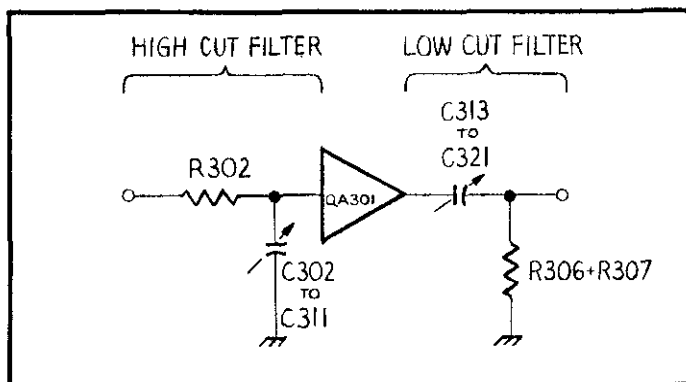 HIGH CUT FILTER
LOW CUT FILTER
C313
TO
C321
R302
QA301
C302
TO
C311
R306+R307